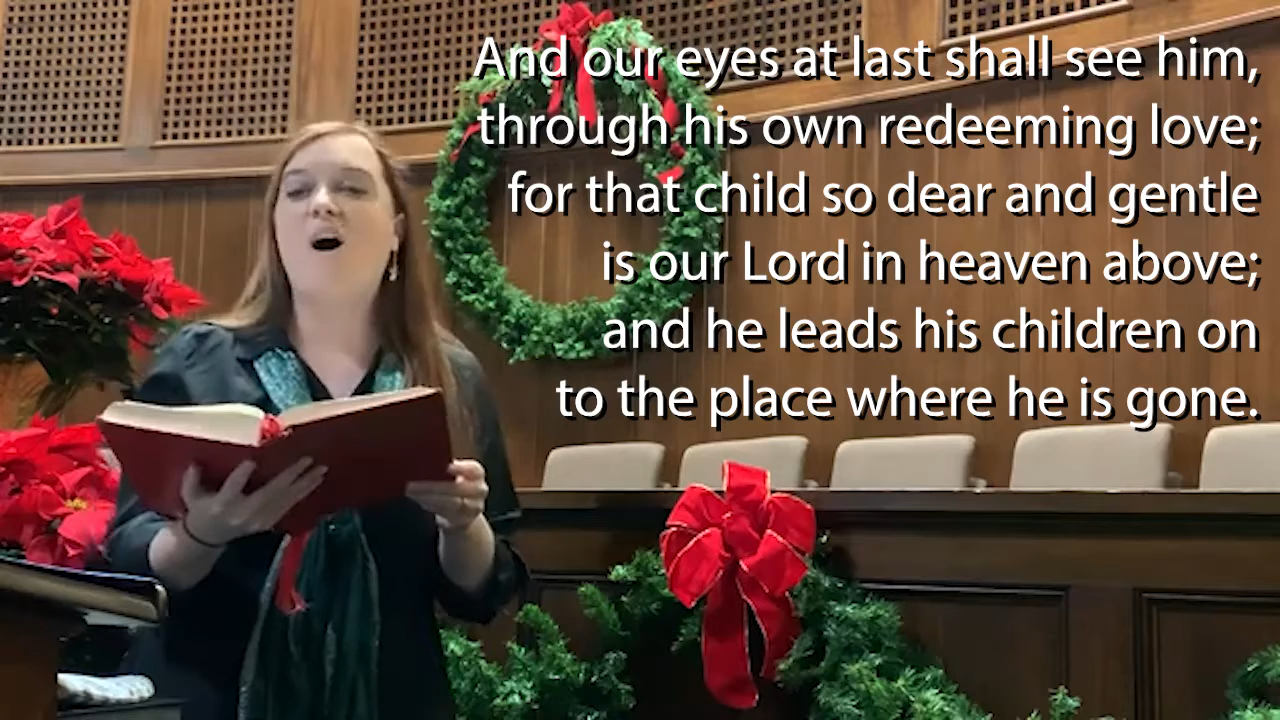 And our eyes at last shall see him,
through his own redeeming love;
for that child so dear and gentle
is our Lord in heaven above;
and he leads his children on
to the place where he is gone.